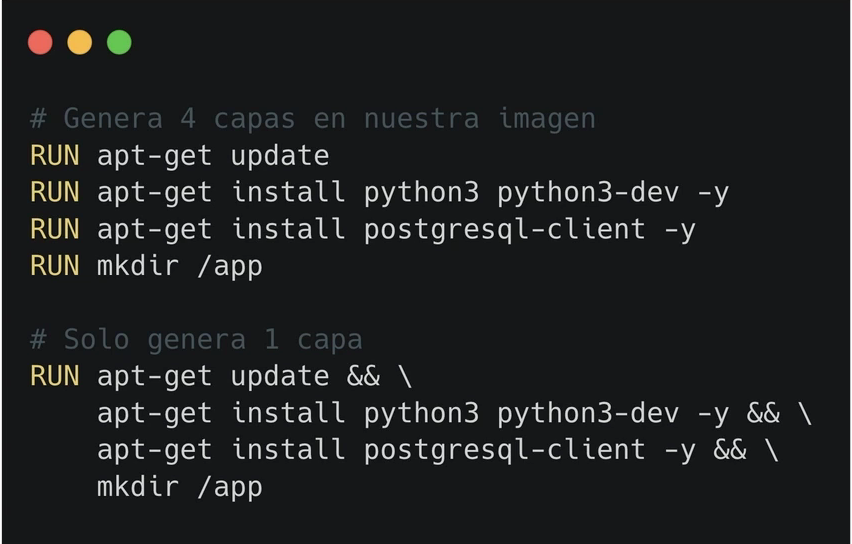 # Genera 4 capas en nuestra imagen
RUN apt-get update
RUN apt-get install python3 python3-dev -y
RUN apt-get install postgresql-client -y
RUN mkdir /app
# Solo genera 1 capa
RUN apt-get update && \
apt-get install python3 python3-dev -y && \
apt-get install postgresql-client -y && \
mkdir /app